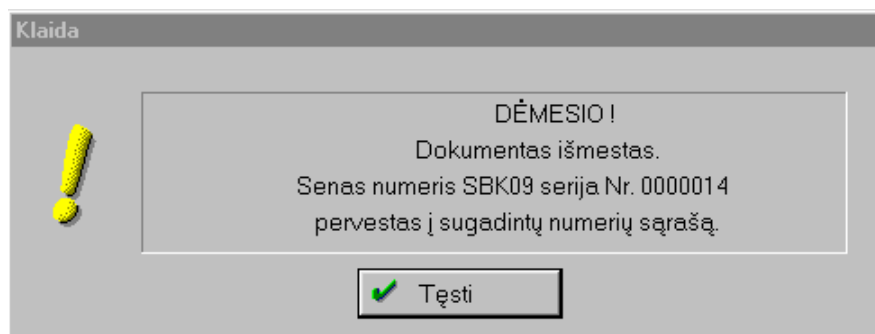 Klaida
DĖMESIO !
Dokumentas išmestas.
Senas numeris SBK09 serija Nr. 0000014
pervestas į sugadintų numerių sąrašą.
Tęsti